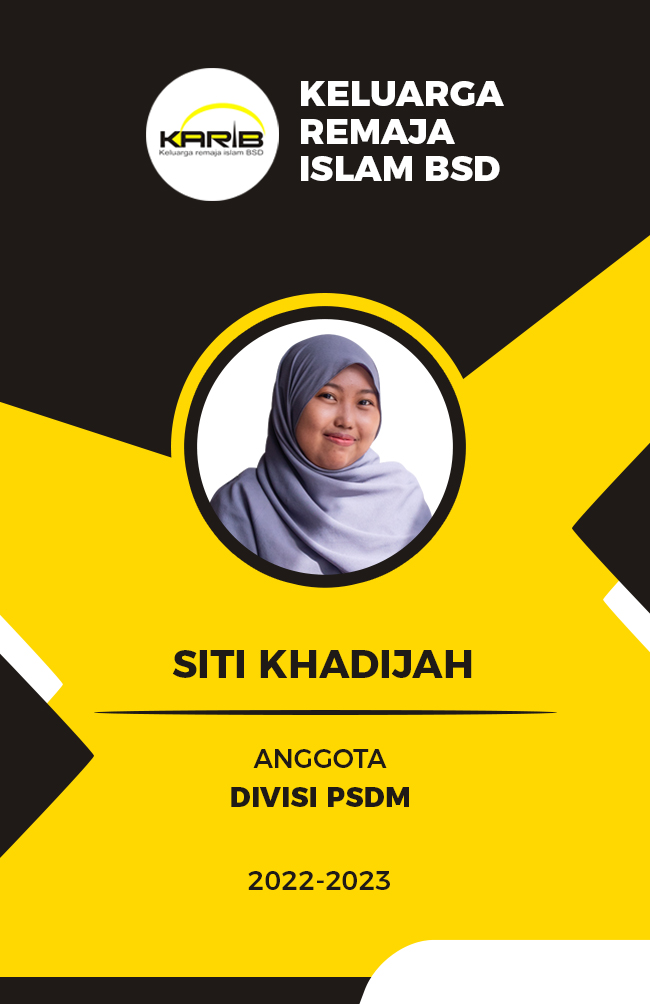 KARIB
Keluarga remaja islam BSD
KELUARGA
REMAJA
ISLAM BSD
SITI KHADIJAH
ANGGOTA
DIVISI PSDM
2022-2023